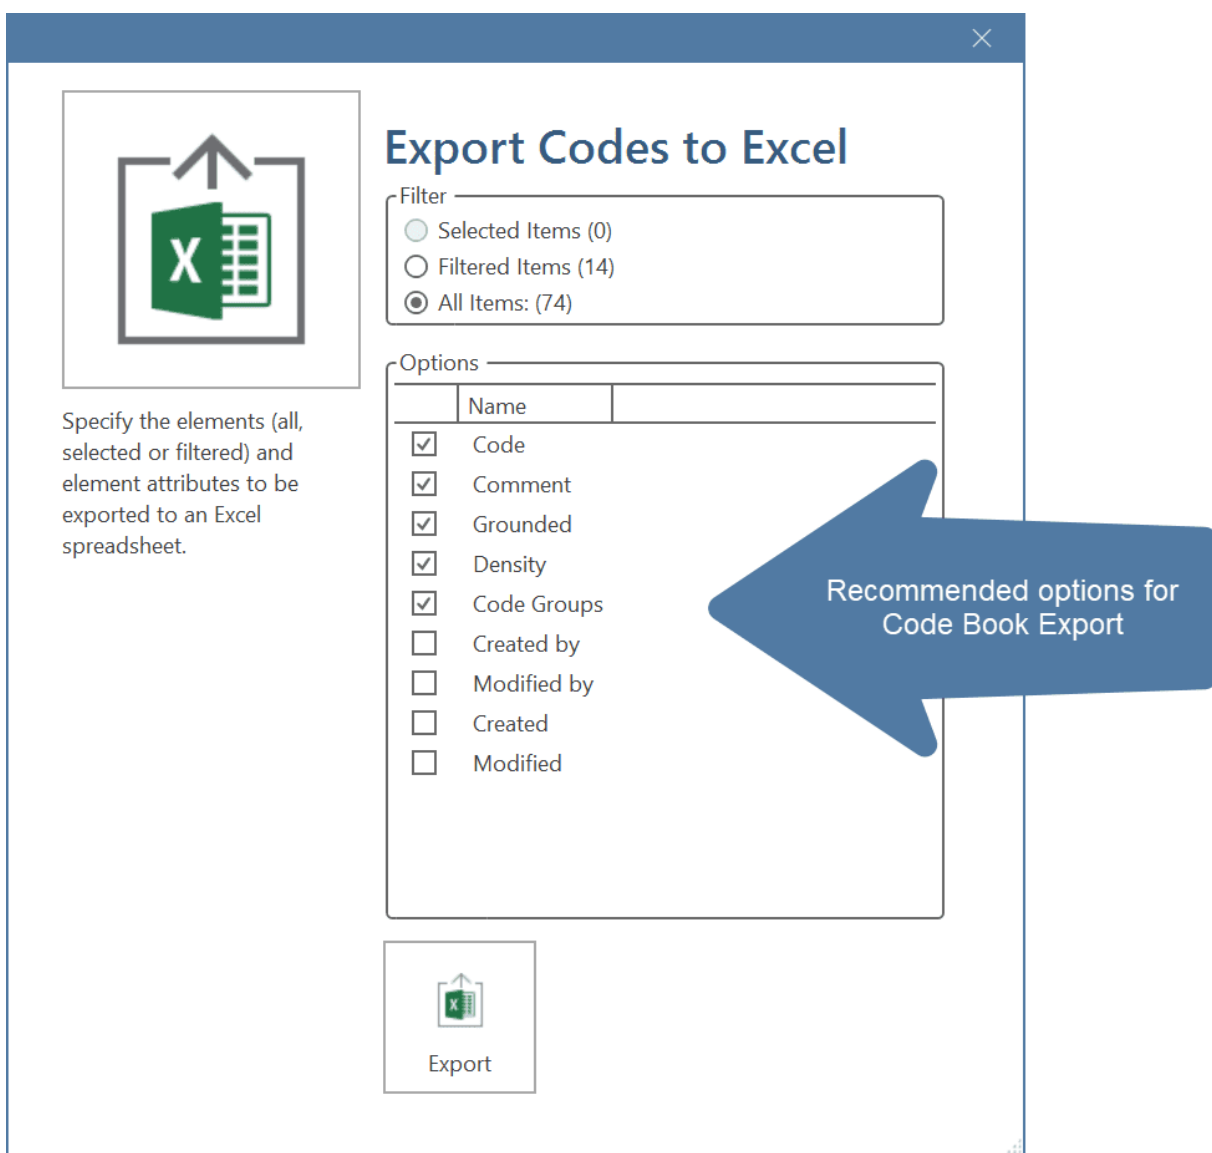 Export Codes to Excel
Filter
Selected Items (0)
Filtered Items (14)
All Items: (74)
Specify the elements (all,
selected or filtered) and
element attributes to be
exported to an Excel
spreadsheet.
Options
Name
Code
Comment
Grounded
Density
Code Groups
Created by
Modified by
Created
Modified
Recommended options for
Code Book Export
Export